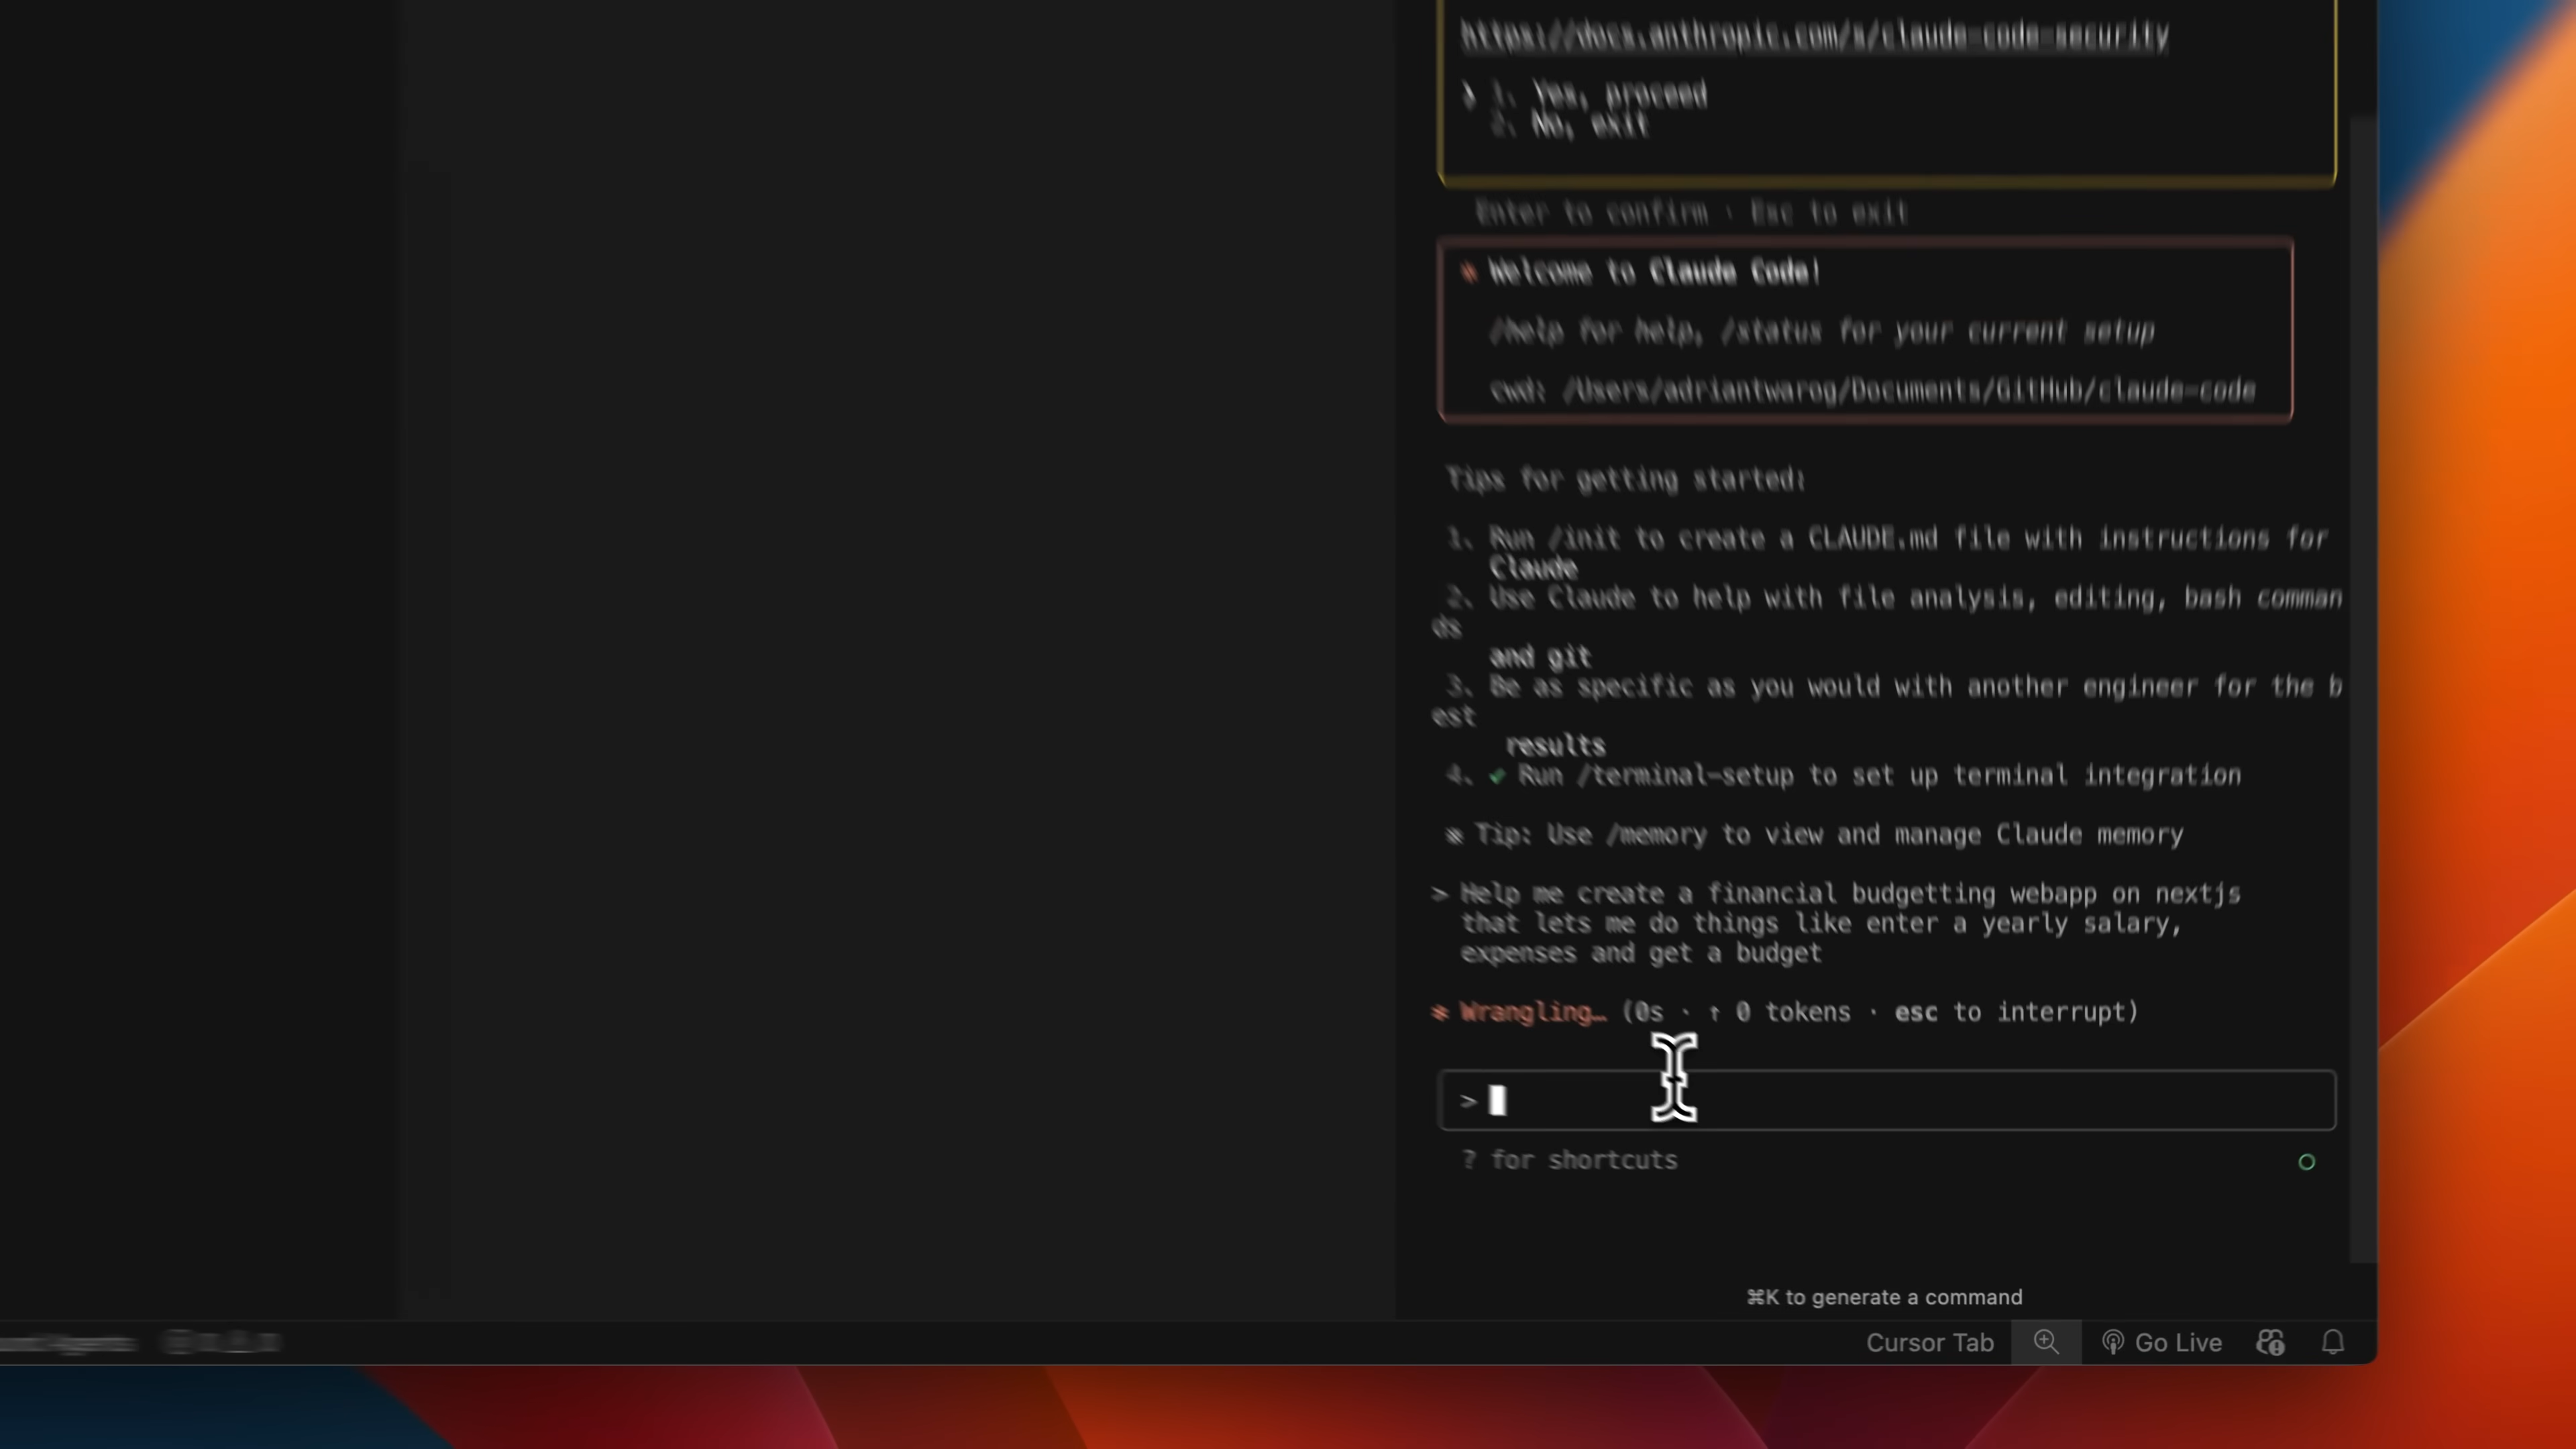 https://docs.anthropic.com/s/claude-code-security
❯ 1. Yes, proceed
2. No, exit
Enter to confirm · Esc to exit
* Welcome to Claude Code!
/help for help, /status for your current setup
cwd: /Users/adriantwarog/Documents/GitHub/claude-code
Tips for getting started:
1. Run /init to create a CLAUDE.md file with instructions for
Claude
2. Use Claude to help with file analysis, editing, bash comman
ds
and git
3. Be as specific as you would with another engineer for the b
est
results
4. ✔ Run /terminal-setup to set up terminal integration
※ Tip: Use /memory to view and manage Claude memory
> Help me create a financial budgetting webapp on nextjs
that lets me do things like enter a yearly salary,
expenses and get a budget
* Wrangling… (0s · ↑ 0 tokens · esc to interrupt)
>
? for shortcuts
⌘K to generate a command
Cursor Tab Go Live